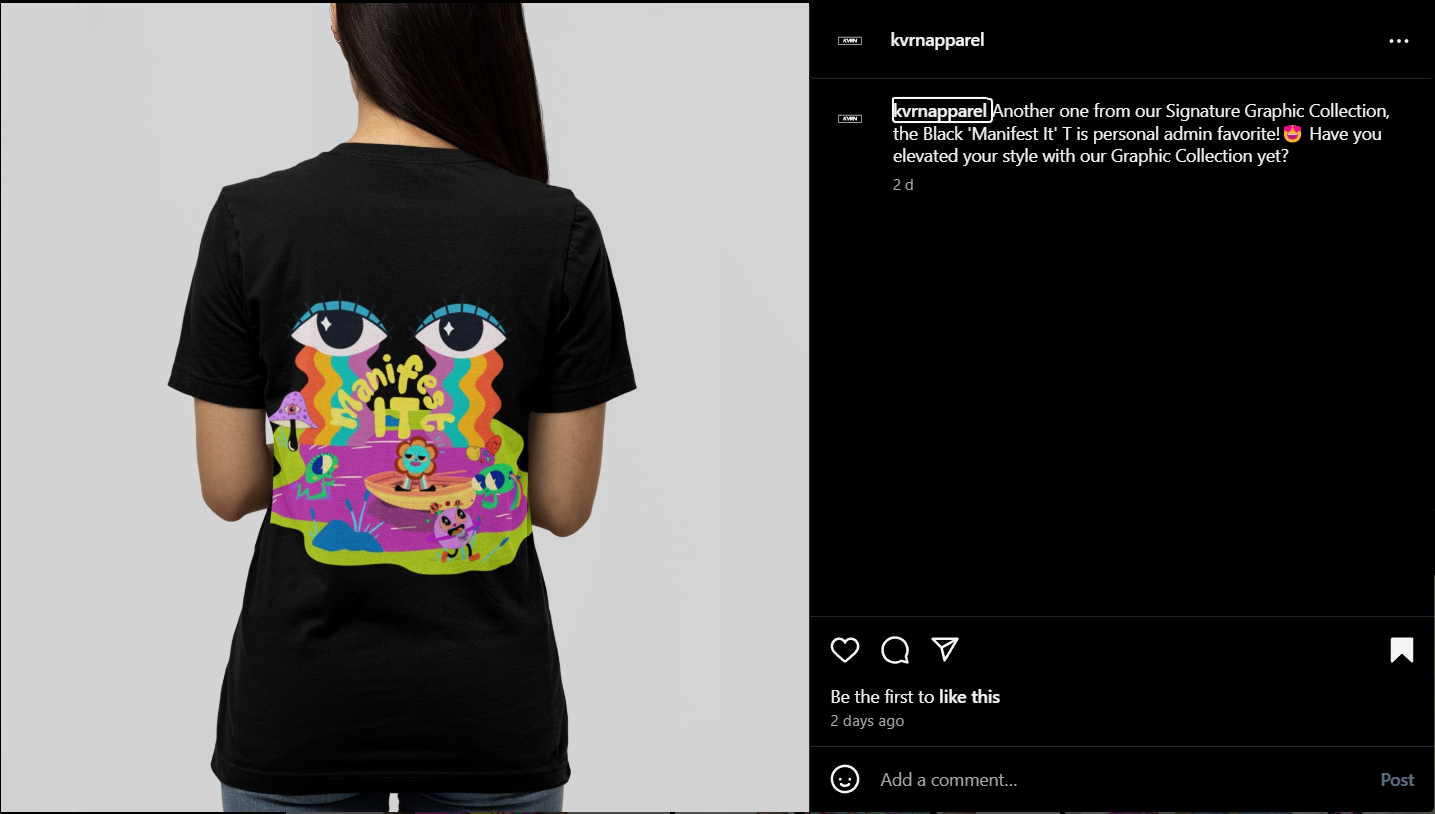 Manifest
IT
KVRN
kvrnapparel
KVRN
kvrnapparel Another one from our Signature Graphic Collection,
the Black 'Manifest It' T is personal admin favorite!😍 Have you
elevated your style with our Graphic Collection yet?
2 d
Be the first to like this
2 days ago
Add a comment...
Post